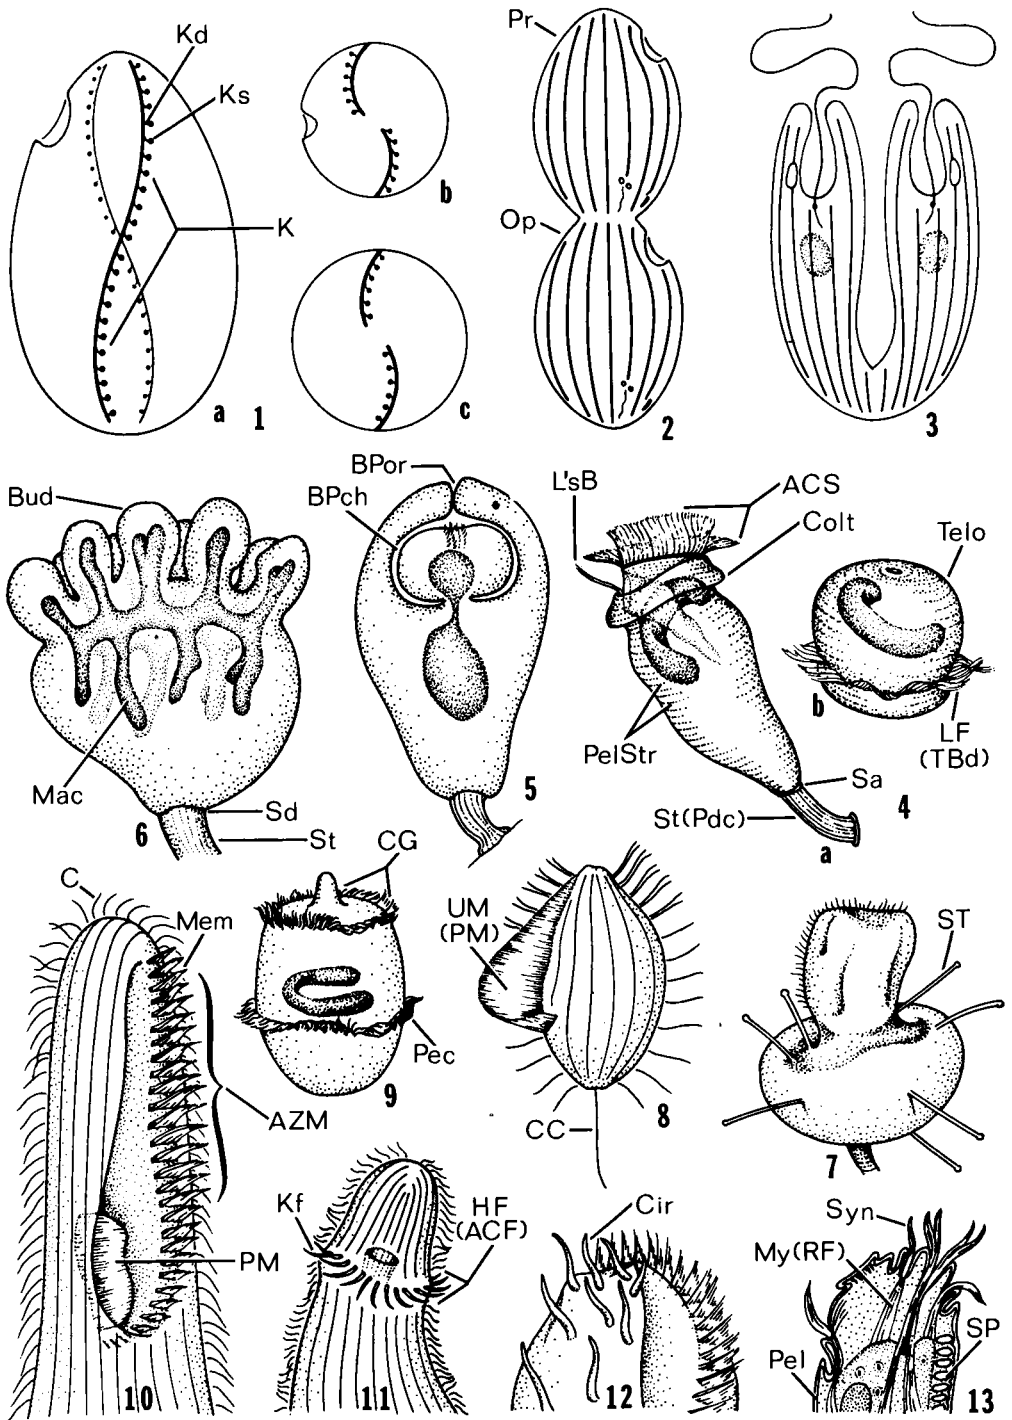 Kd
Ks
K
a
1
b
c
Pr
Op
2
3
Bud
Mac
Sd
St
6
BPor
BPch
5
L'sB
ACS
Colt
PelStr
Sa
St(Pdc)
a
4
Telo
b
LF
(TBd)
C
Mem
AZM
PM
10
CG
Pec
9
UM
(PM)
CC
8
ST
7
Kf
HF
(ACF)
11
Cir
12
Syn
My(RF)
Pel
SP
13